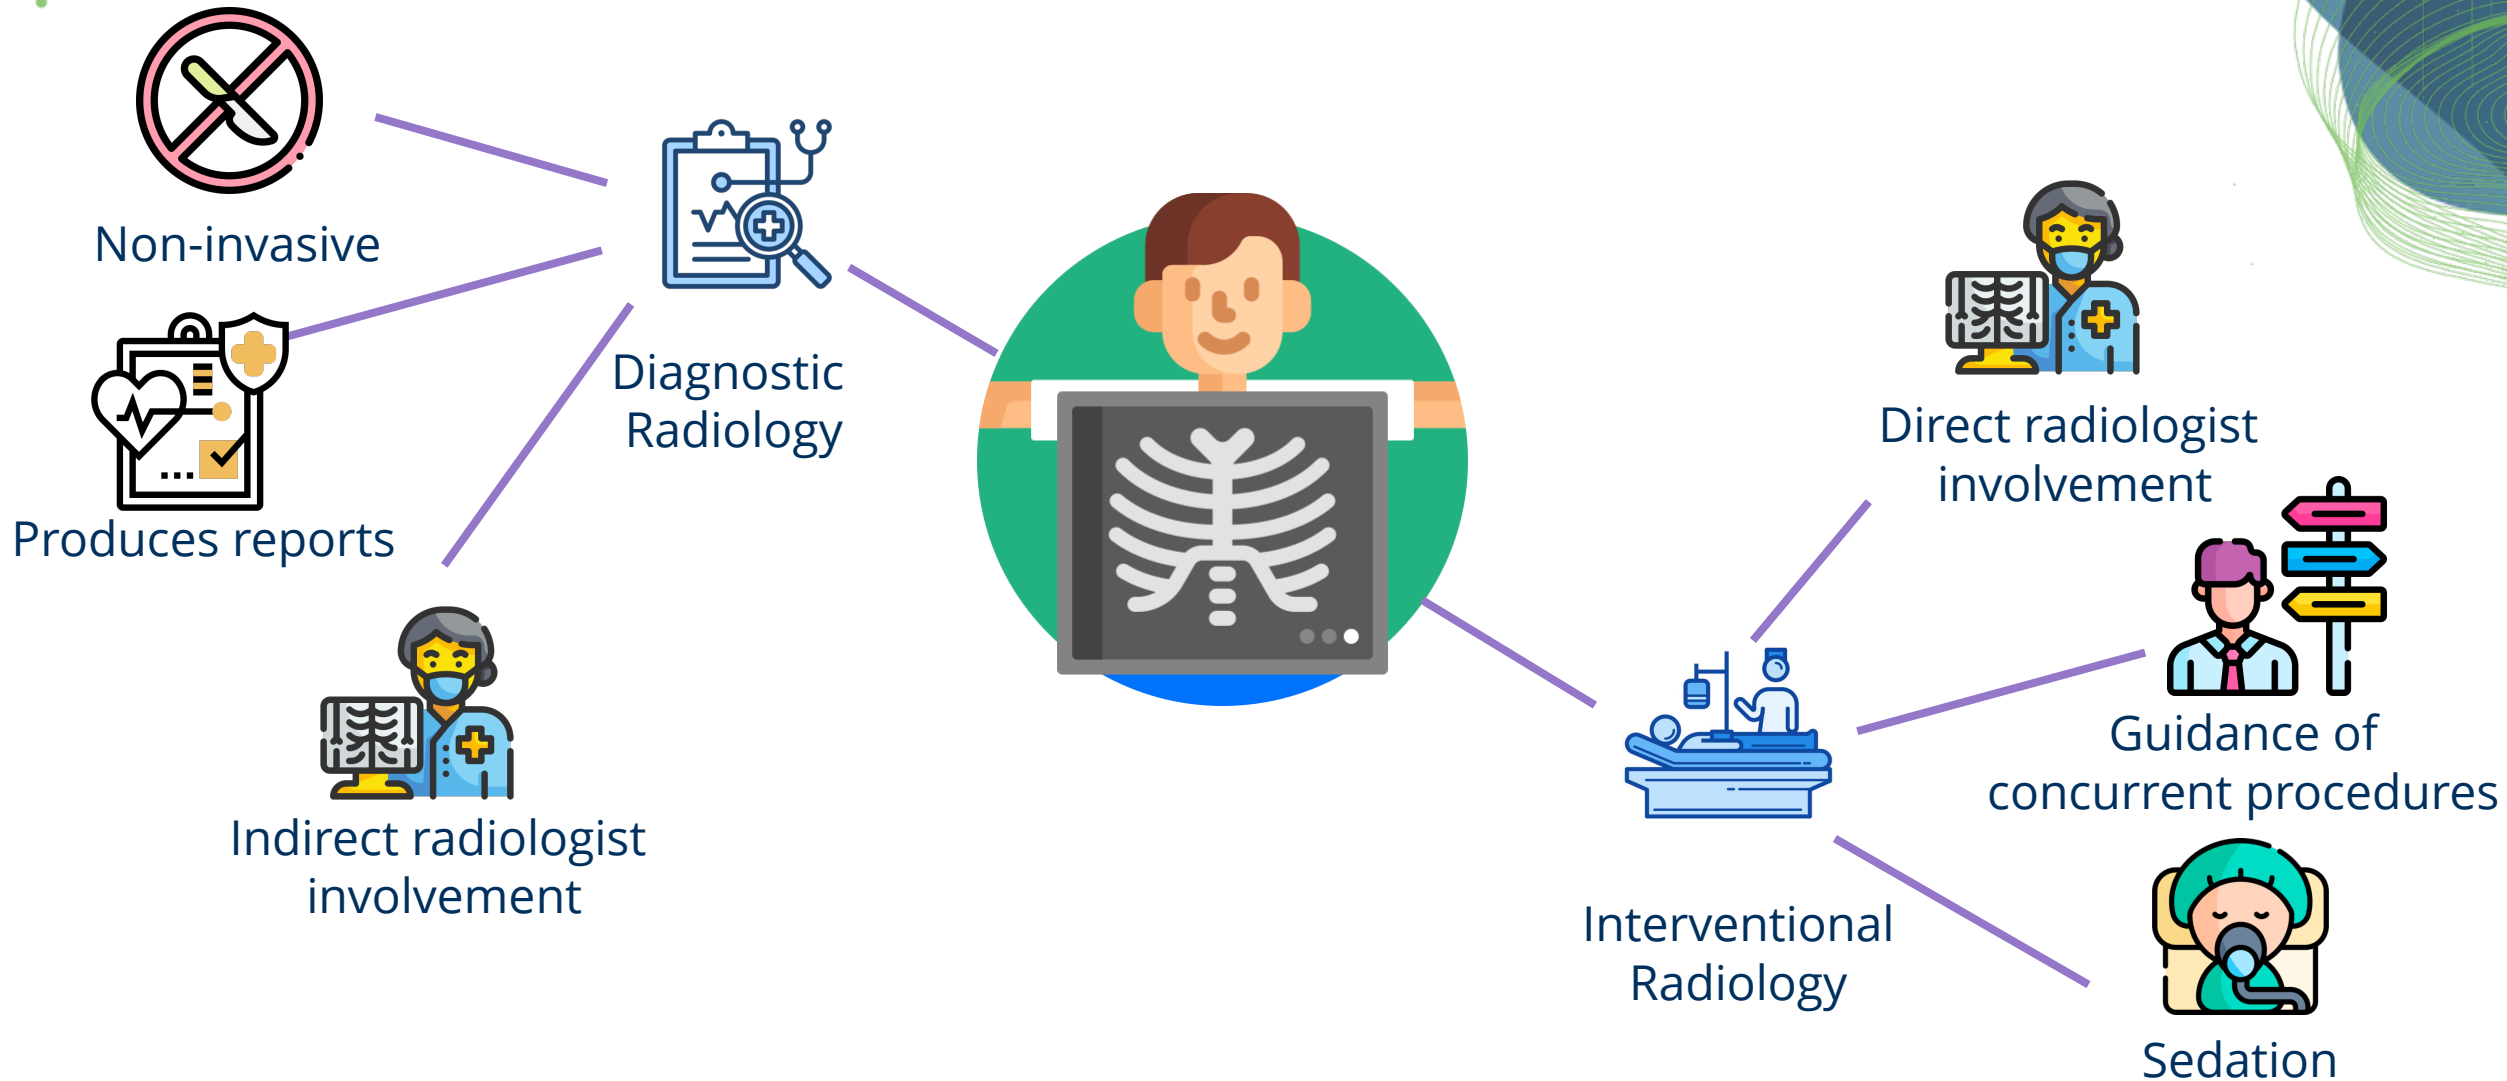 Non-invasive
Produces reports
Indirect radiologist
involvement
Diagnostic
Radiology
Direct radiologist
involvement
Guidance of
concurrent procedures
Interventional
Radiology
Sedation